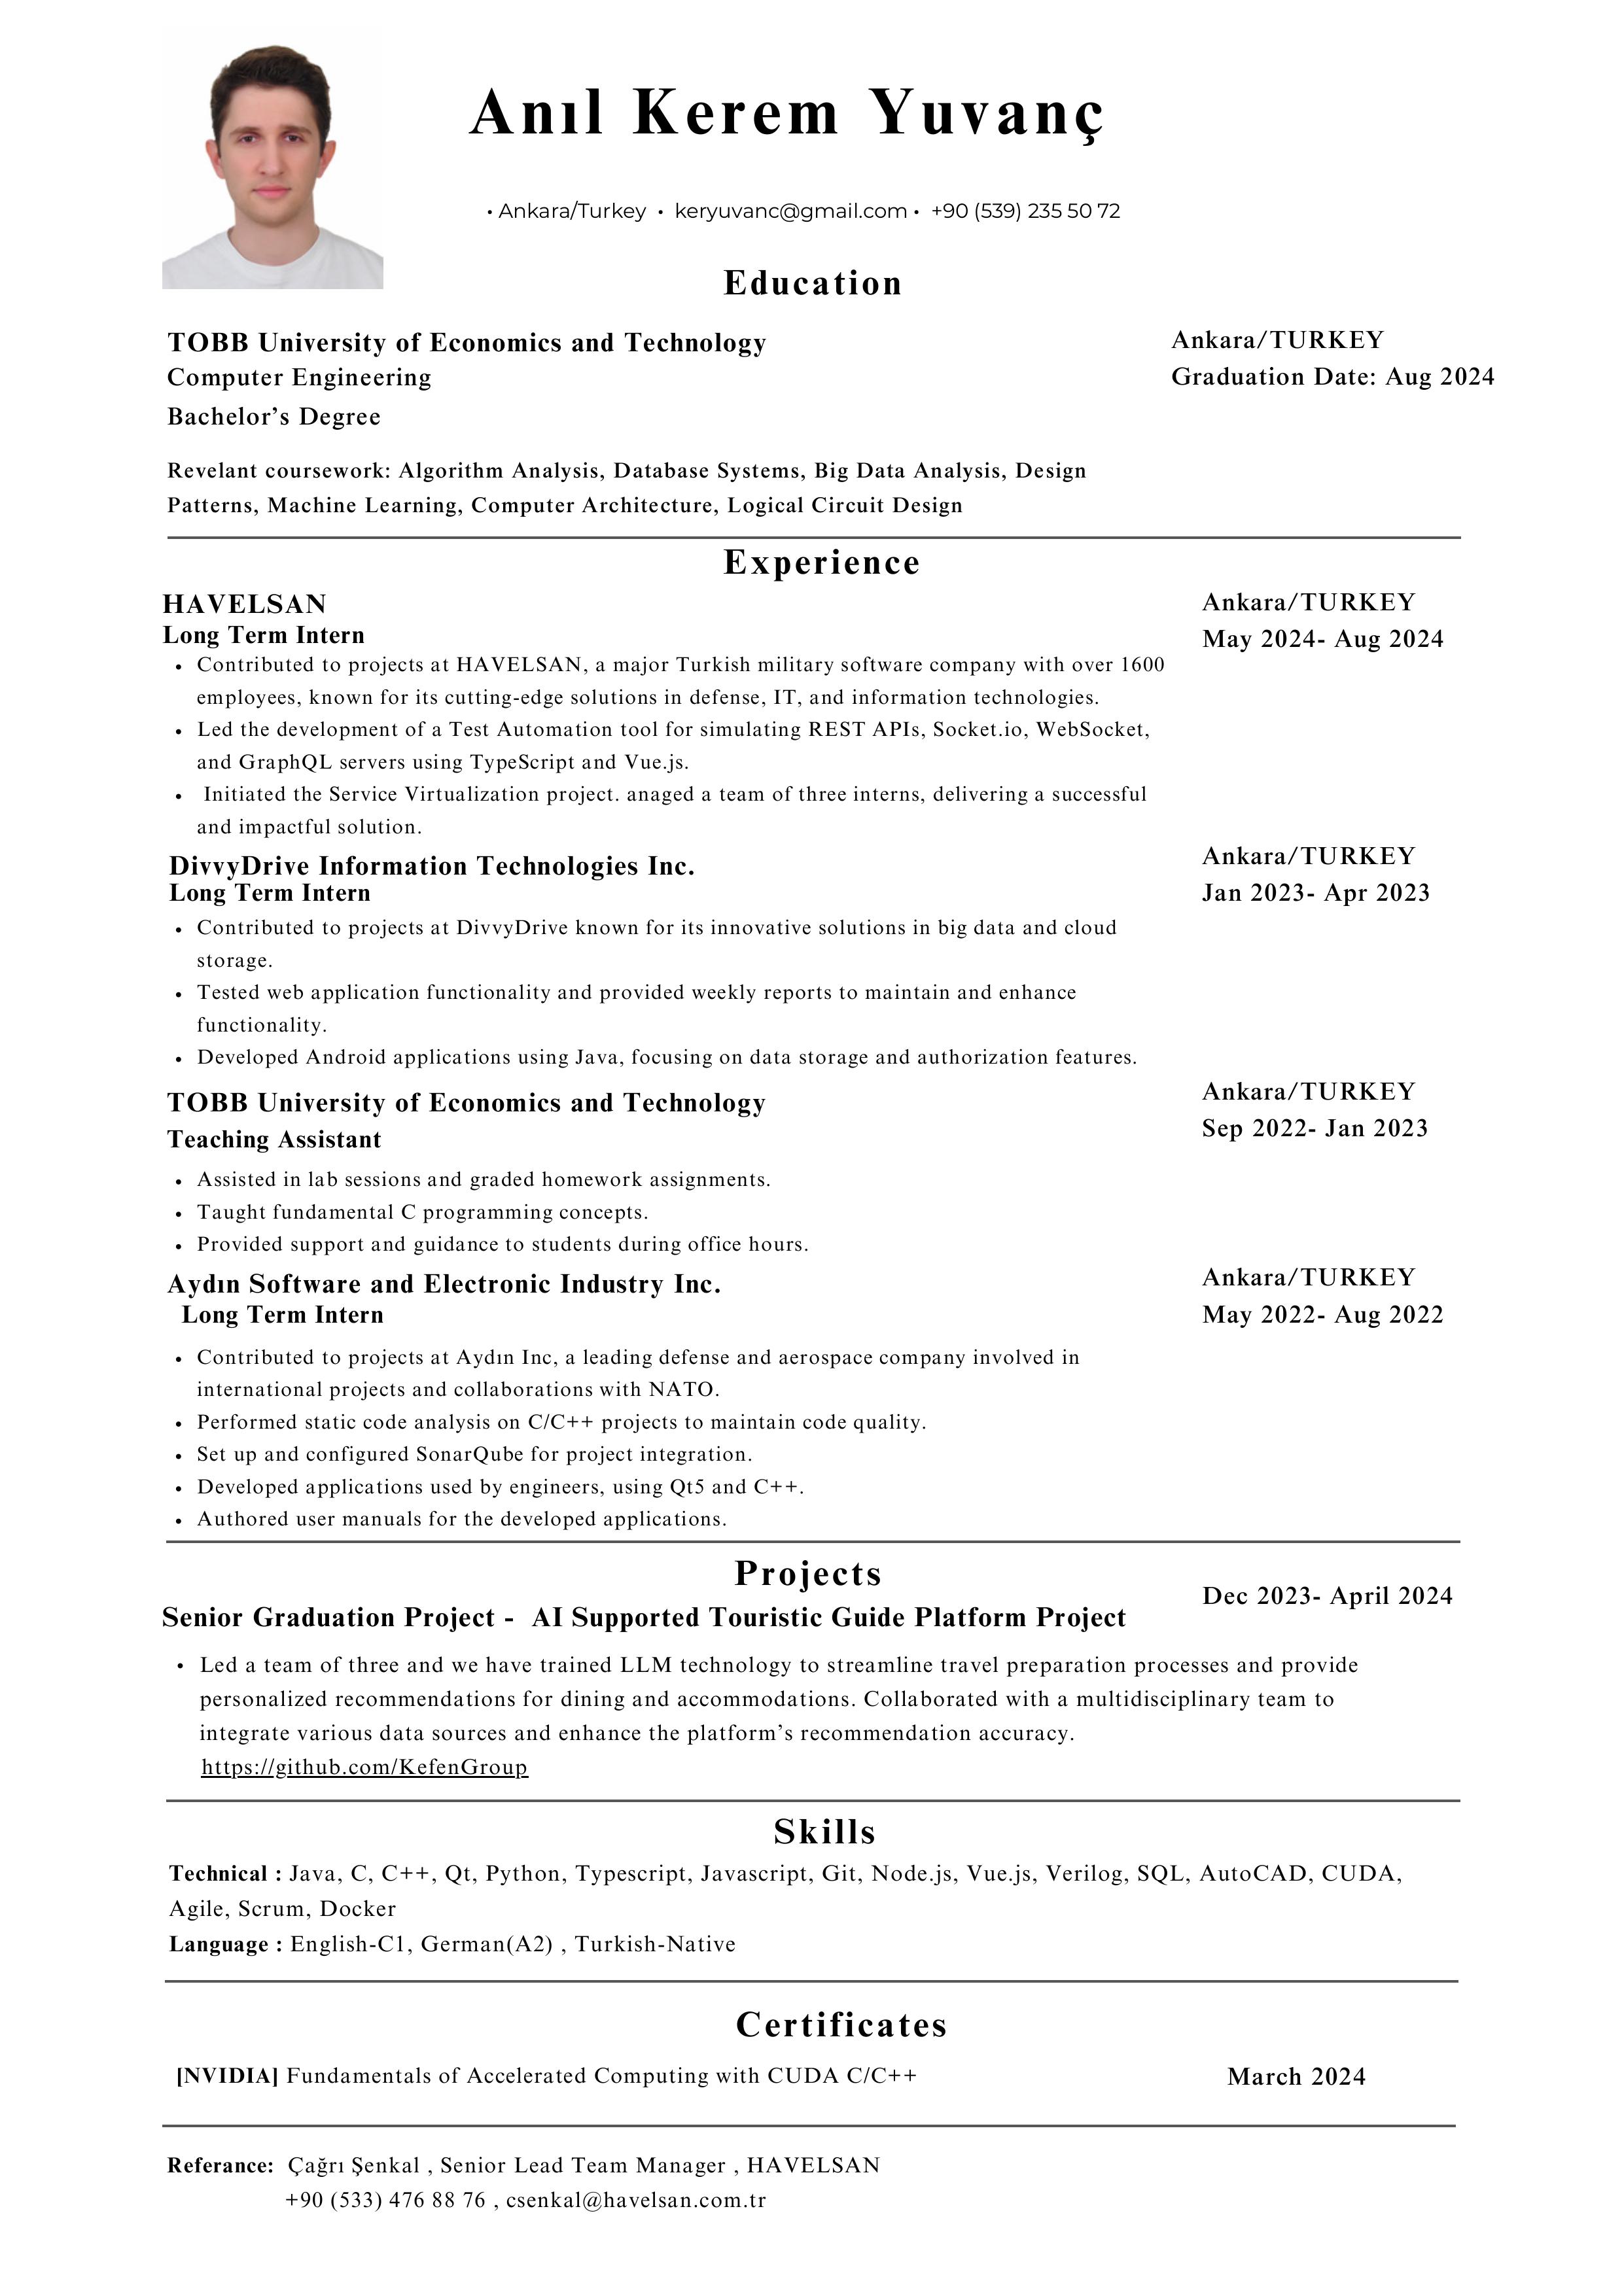 Anıl Kerem Yuvanç
• Ankara/Turkey • keryuvanc@gmail.com • +90 (539) 235 50 72
Education
TOBB University of Economics and Technology
Ankara/TURKEY
Computer Engineering
Graduation Date: Aug 2024
Bachelor’s Degree
Revelant coursework: Algorithm Analysis, Database Systems, Big Data Analysis, Design
Patterns, Machine Learning, Computer Architecture, Logical Circuit Design
Experience
HAVELSAN
Ankara/TURKEY
Long Term Intern
May 2024- Aug 2024
• Contributed to projects at HAVELSAN, a major Turkish military software company with over 1600
employees, known for its cutting-edge solutions in defense, IT, and information technologies.
• Led the development of a Test Automation tool for simulating REST APIs, Socket.io, WebSocket,
and GraphQL servers using TypeScript and Vue.js.
• Initiated the Service Virtualization project. anaged a team of three interns, delivering a successful
and impactful solution.
DivvyDrive Information Technologies Inc.
Ankara/TURKEY
Long Term Intern
Jan 2023- Apr 2023
• Contributed to projects at DivvyDrive known for its innovative solutions in big data and cloud
storage.
• Tested web application functionality and provided weekly reports to maintain and enhance
functionality.
• Developed Android applications using Java, focusing on data storage and authorization features.
TOBB University of Economics and Technology
Ankara/TURKEY
Teaching Assistant
Sep 2022- Jan 2023
• Assisted in lab sessions and graded homework assignments.
• Taught fundamental C programming concepts.
• Provided support and guidance to students during office hours.
Aydın Software and Electronic Industry Inc.
Ankara/TURKEY
Long Term Intern
May 2022- Aug 2022
• Contributed to projects at Aydın Inc, a leading defense and aerospace company involved in
international projects and collaborations with NATO.
• Performed static code analysis on C/C++ projects to maintain code quality.
• Set up and configured SonarQube for project integration.
• Developed applications used by engineers, using Qt5 and C++.
• Authored user manuals for the developed applications.
Projects
Dec 2023- April 2024
Senior Graduation Project - AI Supported Touristic Guide Platform Project
• Led a team of three and we have trained LLM technology to streamline travel preparation processes and provide
personalized recommendations for dining and accommodations. Collaborated with a multidisciplinary team to
integrate various data sources and enhance the platform’s recommendation accuracy.
https://github.com/KefenGroup
Skills
Technical : Java, C, C++, Qt, Python, Typescript, Javascript, Git, Node.js, Vue.js, Verilog, SQL, AutoCAD, CUDA,
Agile, Scrum, Docker
Language : English-C1, German(A2) , Turkish-Native
Certificates
[NVIDIA] Fundamentals of Accelerated Computing with CUDA C/C++
March 2024
Referance: Çağrı Şenkal , Senior Lead Team Manager , HAVELSAN
+90 (533) 476 88 76 , csenkal@havelsan.com.tr